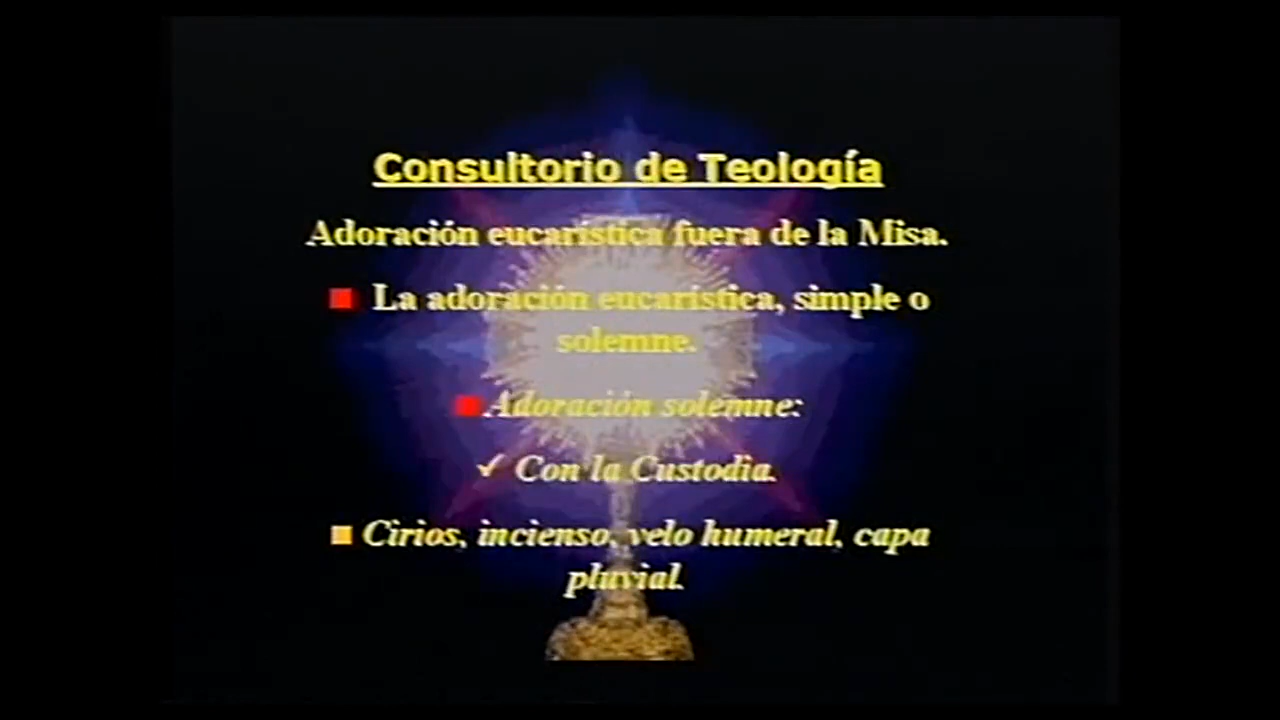 Consultorio de Teología
Adoración eucarística fuera de la Misa.
La adoración eucarística, simple o
solemne.
Adoración solemne:
✓ Con la Custodia.
Cirios, incienso, velo humeral, capa
pluvial.